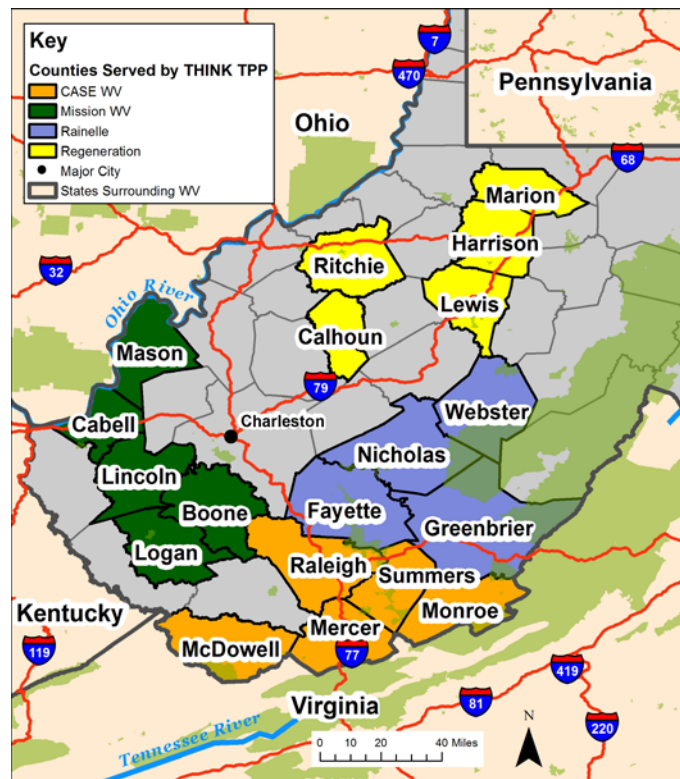 Key
Counties Served by THINK TPP
CASE WV
Mission WV
Rainelle
Regeneration
Major City
States Surrounding WV
7
470
Pennsylvania
Ohio
68
Marion
Harrison
Ritchie
32
Ohio River
Lewis
Calhoun
Mason
79
Webster
Cabell
Charleston
Nicholas
Lincoln
Fayette
Boone
Greenbrier
Logan
Raleigh
Summers
Kentucky
Monroe
Mercer
McDowell
119
77
419
Virginia
81
220
Tennessee River
N
0 10 20 40 Miles